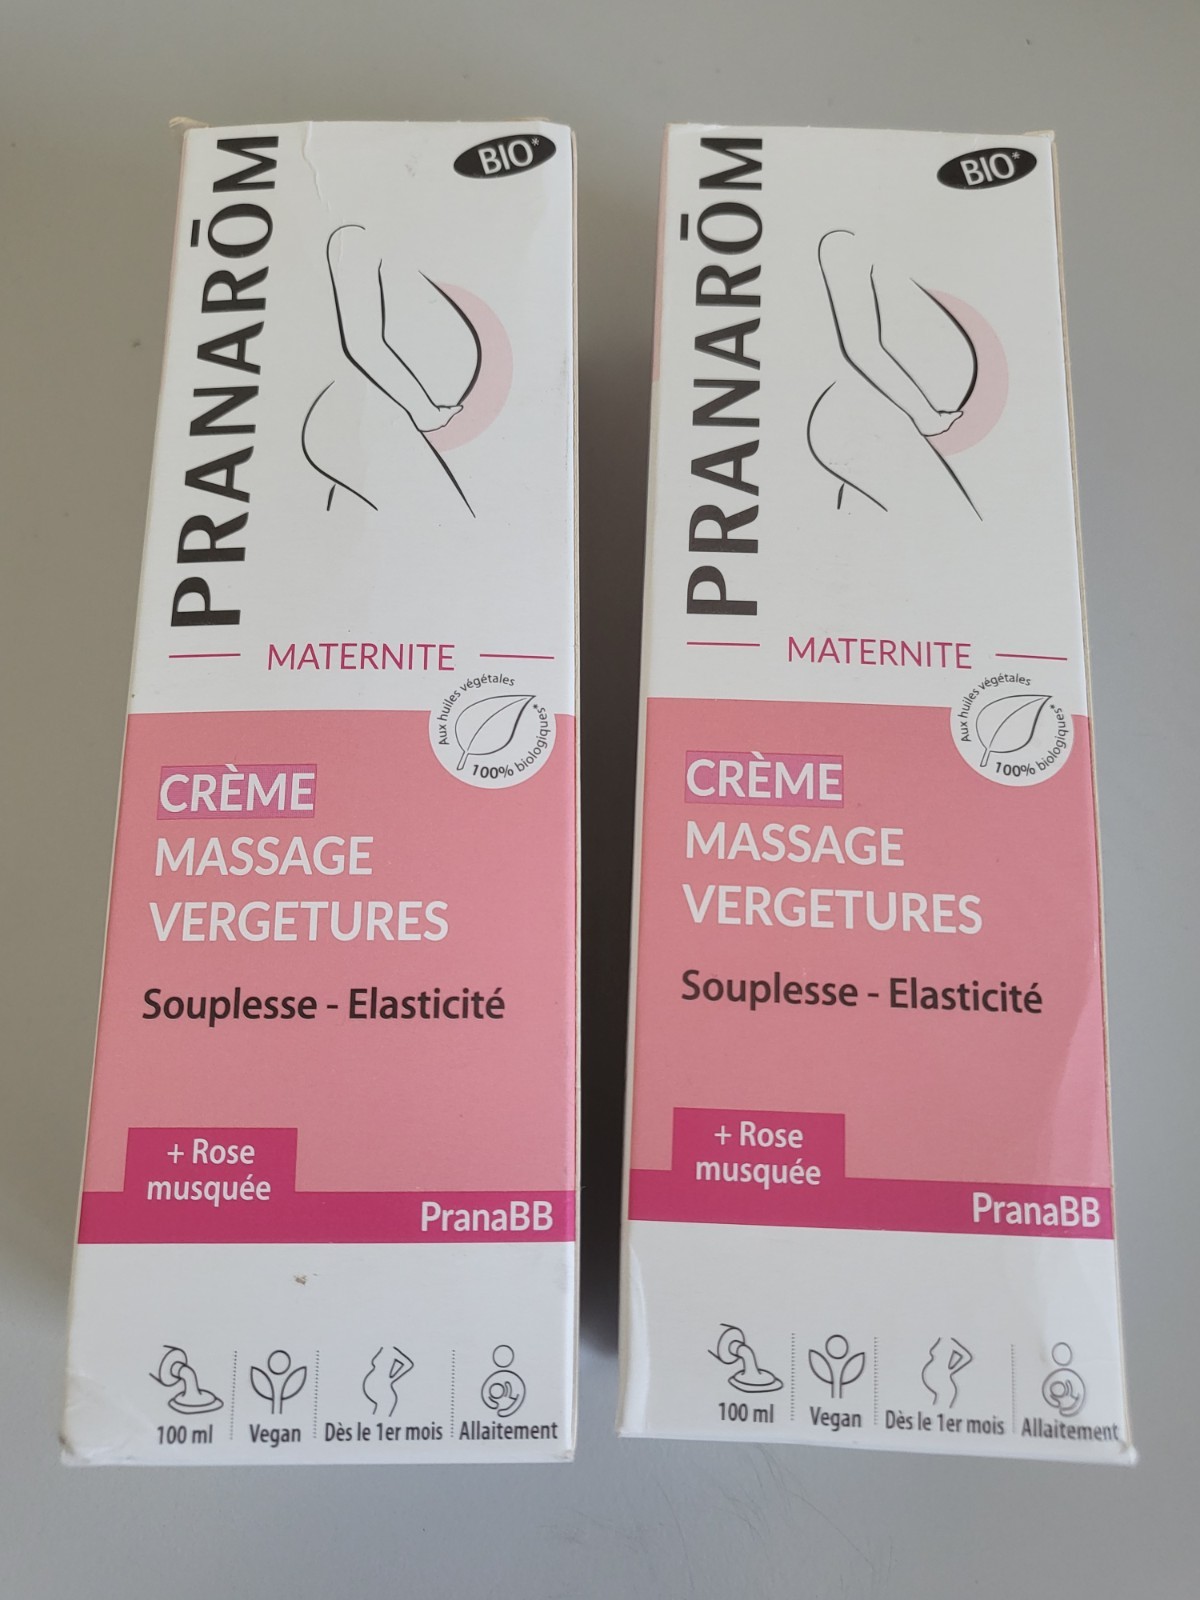 PRANARŌM
BIO*
MATERNITE
Aux huiles végétales
100% biologiques*
CRÈME
MASSAGE
VERGETURES
Souplesse - Elasticité
+ Rose
musquée
PranaBB
100 ml
Vegan
Dès le 1er mois
Allaitement
PRANARŌM
BIO*
MATERNITE
Aux huiles végétales
100% biologiques*
CRÈME
MASSAGE
VERGETURES
Souplesse - Elasticité
+ Rose
musquée
PranaBB
100 ml
Vegan
Dès le 1er mois
Allaitement